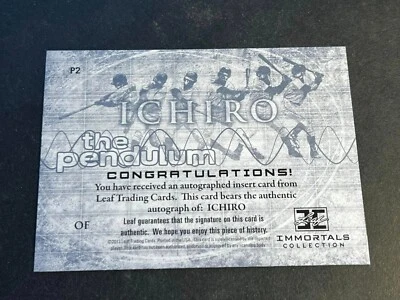 P2
ICHIRO
the
pendulum
CONGRATULATIONS!
You have received an autographed insert card from
Leaf Trading Cards. This card bears the authentic
autograph of: ICHIRO
OF
Leaf guarantees that the signature on this card is
authentic. We hope you enjoy this piece of history.
IMMORTALS
COLLECTION